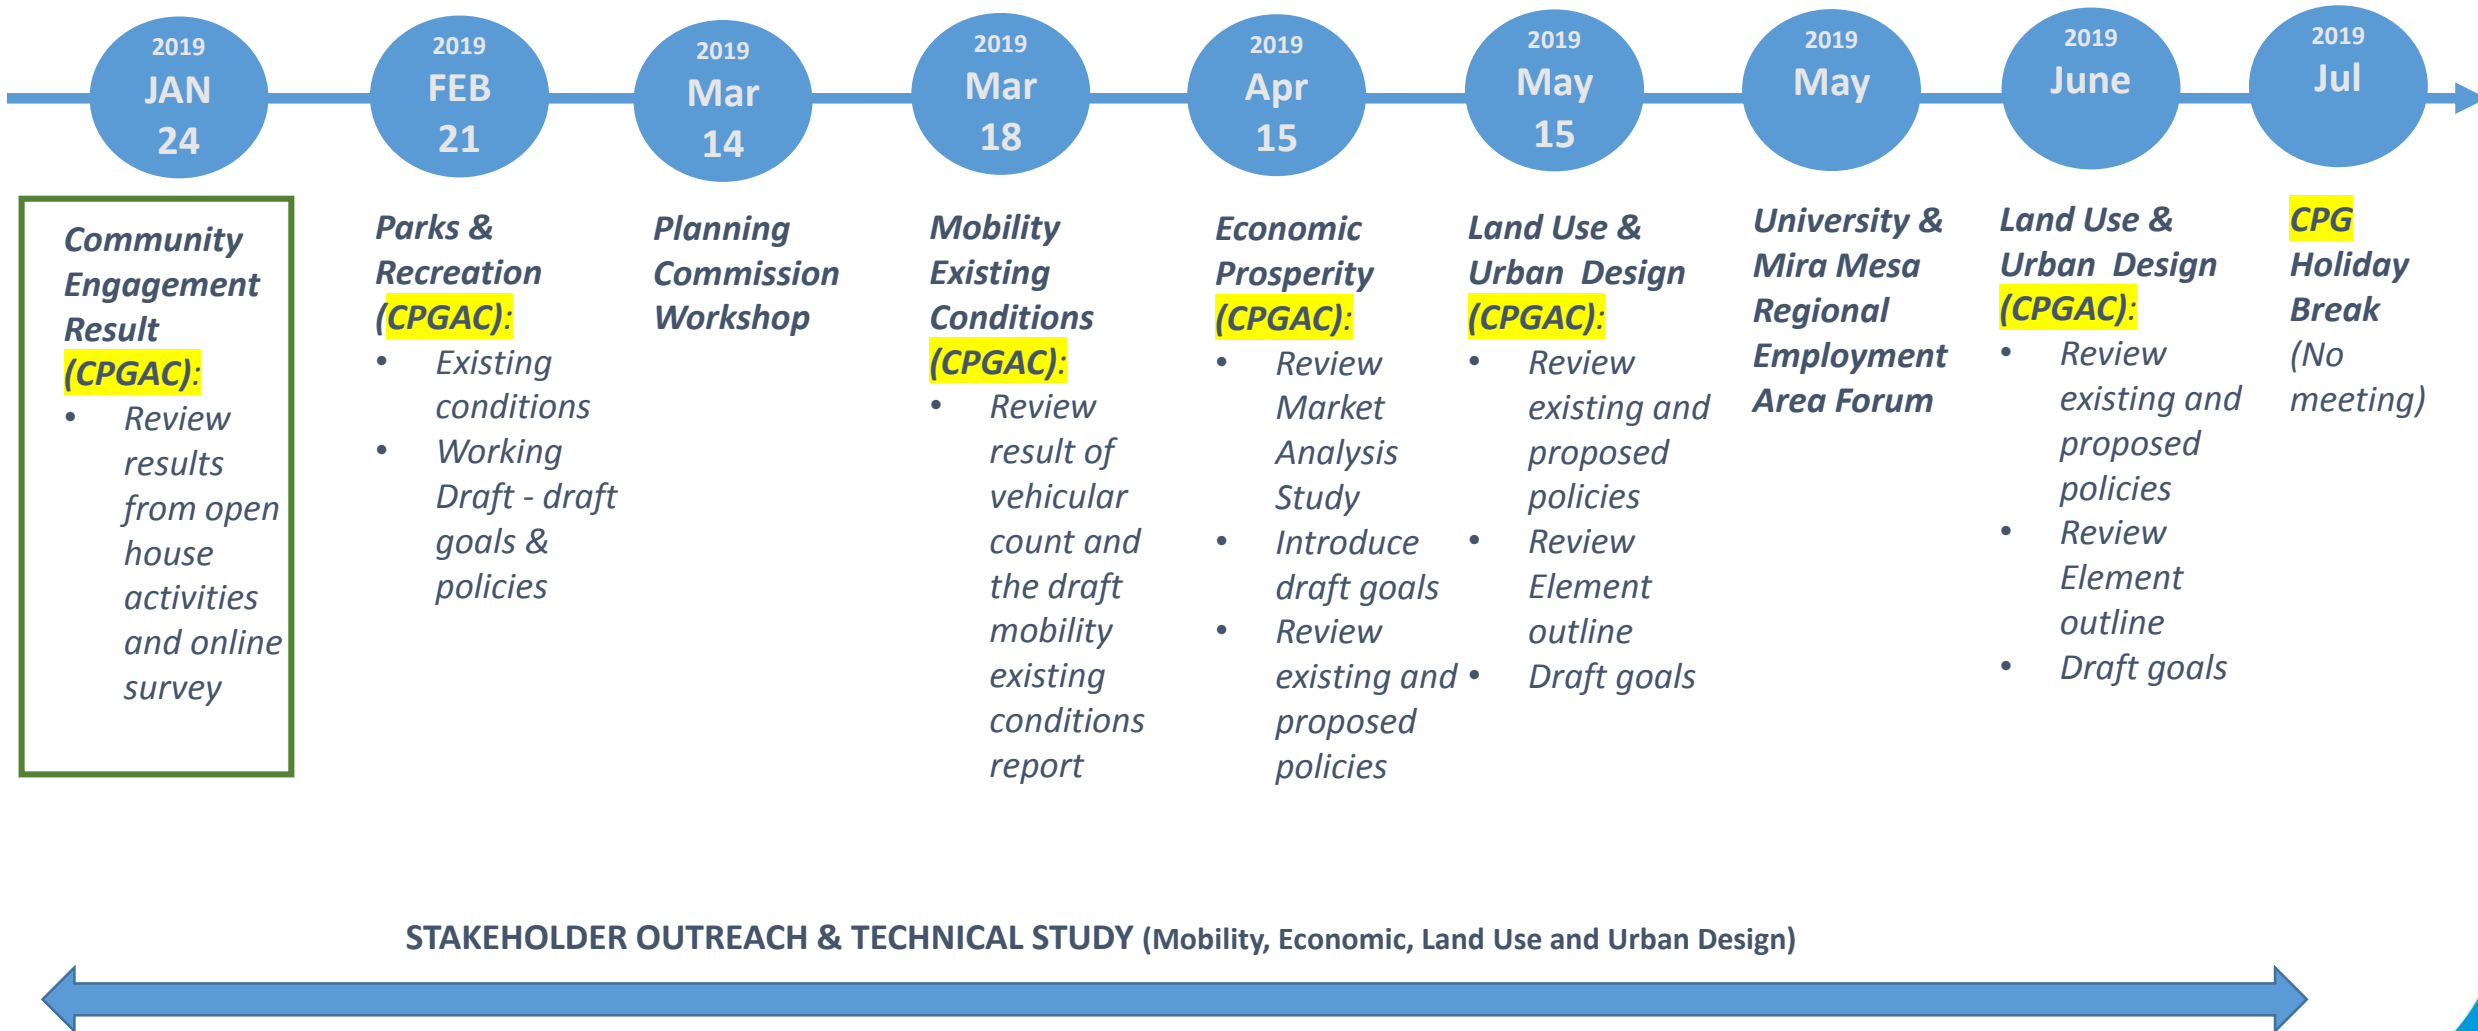 2019
JAN
24
2019
FEB
21
2019
Mar
14
2019
Mar
18
2019
Apr
15
2019
May
15
2019
May
2019
June
2019
Jul
Community
Engagement
Result
(CPGAC):
• Review
results
from open
house
activities
and online
survey
Parks &
Recreation
(CPGAC):
• Existing
conditions
• Working
Draft - draft
goals &
policies
Planning
Commission
Workshop
Mobility
Existing
Conditions
(CPGAC):
• Review
result of
vehicular
count and
the draft
mobility
existing
conditions
report
Economic
Prosperity
(CPGAC):
• Review
Market
Analysis
Study
• Introduce
draft goals
• Review
existing and
proposed
policies
Land Use &
Urban Design
(CPGAC):
• Review
existing and
proposed
policies
• Review
Element
outline
• Draft goals
University &
Mira Mesa
Regional
Employment
Area Forum
Land Use &
Urban Design
(CPGAC):
• Review
existing and
proposed
policies
• Review
Element
outline
• Draft goals
CPG
Holiday
Break
(No
meeting)
STAKEHOLDER OUTREACH & TECHNICAL STUDY (Mobility, Economic, Land Use and Urban Design)